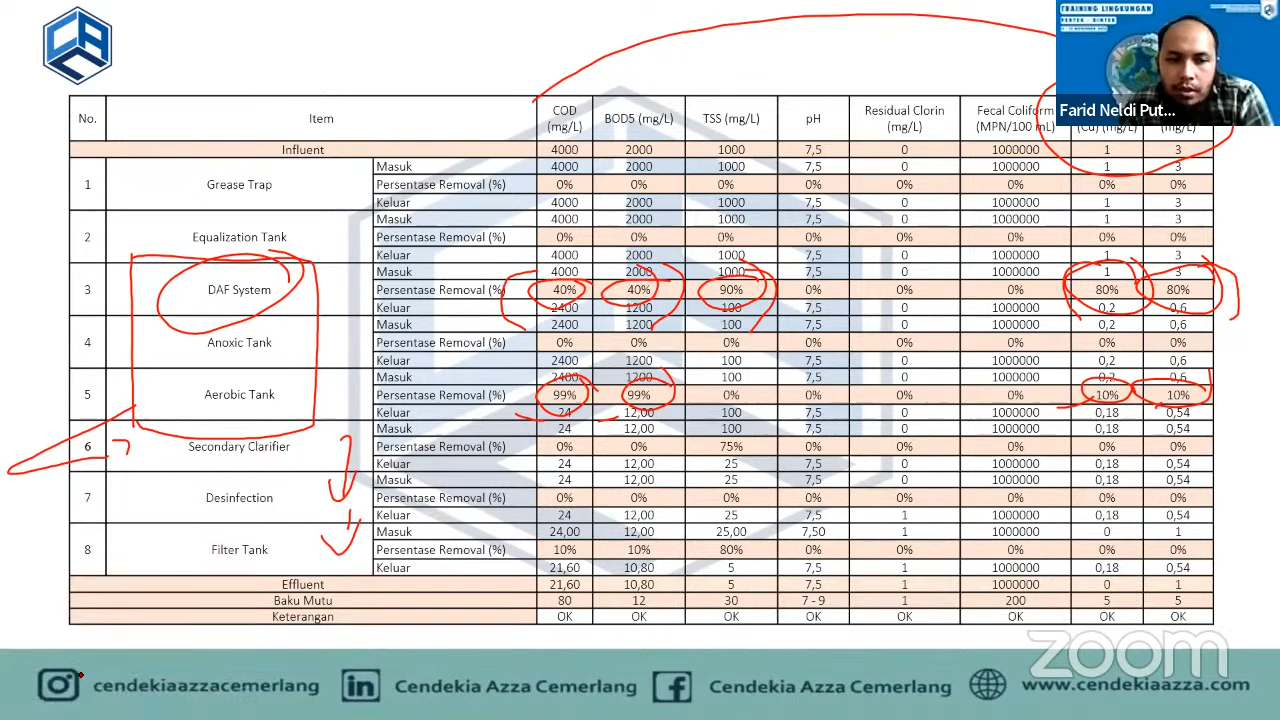 TRAINING LINGKUNGAN
PERTEK - RINTEK
Farid Neldi Put...
No. Item COD (mg/L) BOD5 (mg/L) TSS (mg/L) pH Residual Clorin (mg/L) Fecal Coliform (MPN/100 mL) (Cu) (mg/L) (mg/L)
Influent 4000 2000 1000 7,5 0 1000000 1 3
1 Grease Trap Masuk 4000 2000 1000 7,5 0 1000000 1 3
Persentase Removal (%) 0% 0% 0% 0% 0% 0% 0% 0%
Keluar 4000 2000 1000 7,5 0 1000000 1 3
2 Equalization Tank Masuk 4000 2000 1000 7,5 0 1000000 1 3
Persentase Removal (%) 0% 0% 0% 0% 0% 0% 0% 0%
Keluar 4000 2000 1000 7,5 0 1000000 1 3
3 DAF System Masuk 4000 2000 1000 7,5 0 1000000 1 3
Persentase Removal (%) 40% 40% 90% 0% 0% 0% 80% 80%
Keluar 2400 1200 100 7,5 0 1000000 0,2 0,6
4 Anoxic Tank Masuk 2400 1200 100 7,5 0 1000000 0,2 0,6
Persentase Removal (%) 0% 0% 0% 0% 0% 0% 0% 0%
Keluar 2400 1200 100 7,5 0 1000000 0,2 0,6
5 Aerobic Tank Masuk 2400 1200 100 7,5 0 1000000 0,2 0,6
Persentase Removal (%) 99% 99% 0% 0% 0% 0% 10% 10%
Keluar 24 12,00 100 7,5 0 1000000 0,18 0,54
6 Secondary Clarifier Masuk 24 12,00 100 7,5 0 1000000 0,18 0,54
Persentase Removal (%) 0% 0% 75% 0% 0% 0% 0% 0%
Keluar 24 12,00 25 7,5 0 1000000 0,18 0,54
7 Desinfection Masuk 24 12,00 25 7,5 0 1000000 0,18 0,54
Persentase Removal (%) 0% 0% 0% 0% 0% 0% 0% 0%
Keluar 24 12,00 25 7,5 1 1000000 0,18 0,54
8 Filter Tank Masuk 24,00 12,00 25,00 7,50 1 1000000 0 1
Persentase Removal (%) 10% 10% 80% 0% 0% 0% 0% 0%
Keluar 21,60 10,80 5 7,5 1 1000000 0,18 0,54
Effluent 21,60 10,80 5 7,5 1 1000000 0 1
Baku Mutu 80 12 30 7 - 9 1 200 5 5
Keterangan OK OK OK OK OK OK OK OK
zoom
cendekiaazzacemerlang Cendekia Azza Cemerlang Cendekia Azza Cemerlang www.cendekiaazza.com